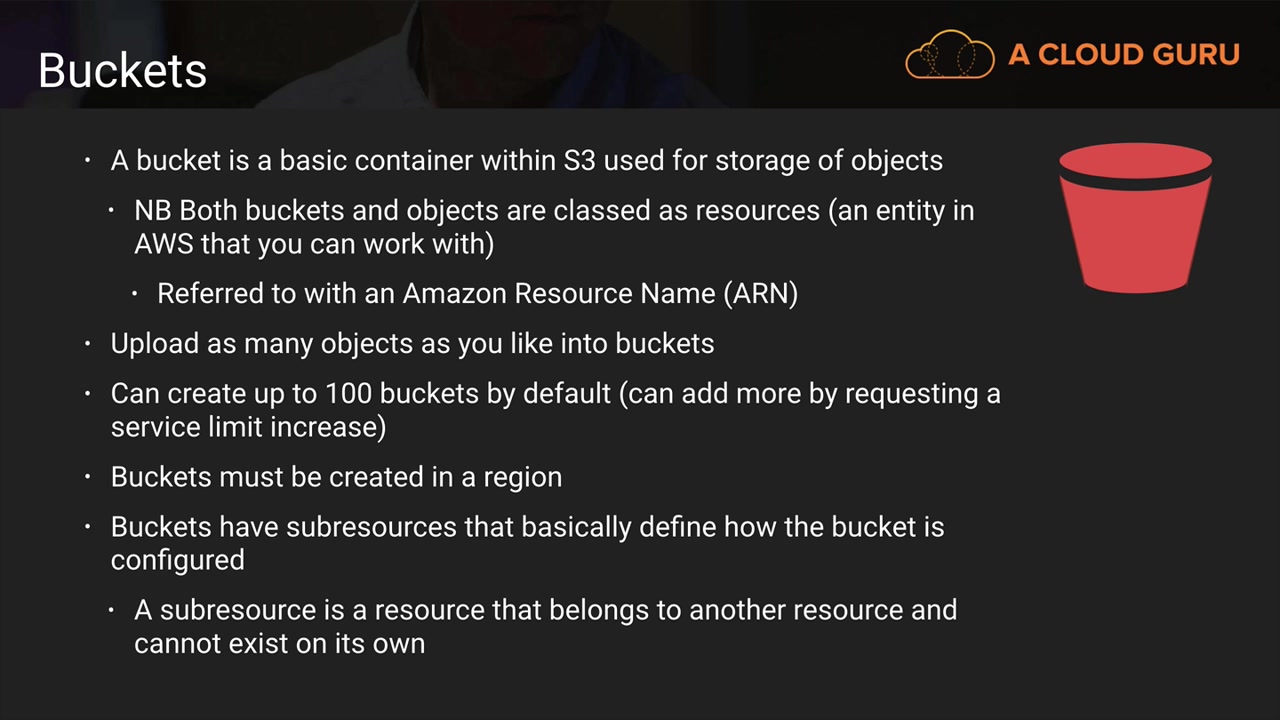 Buckets
A CLOUD GURU
· A bucket is a basic container within S3 used for storage of objects
· NB Both buckets and objects are classed as resources (an entity in
AWS that you can work with)
· Referred to with an Amazon Resource Name (ARN)
· Upload as many objects as you like into buckets
· Can create up to 100 buckets by default (can add more by requesting a
service limit increase)
· Buckets must be created in a region
· Buckets have subresources that basically define how the bucket is
configured
· A subresource is a resource that belongs to another resource and
cannot exist on its own